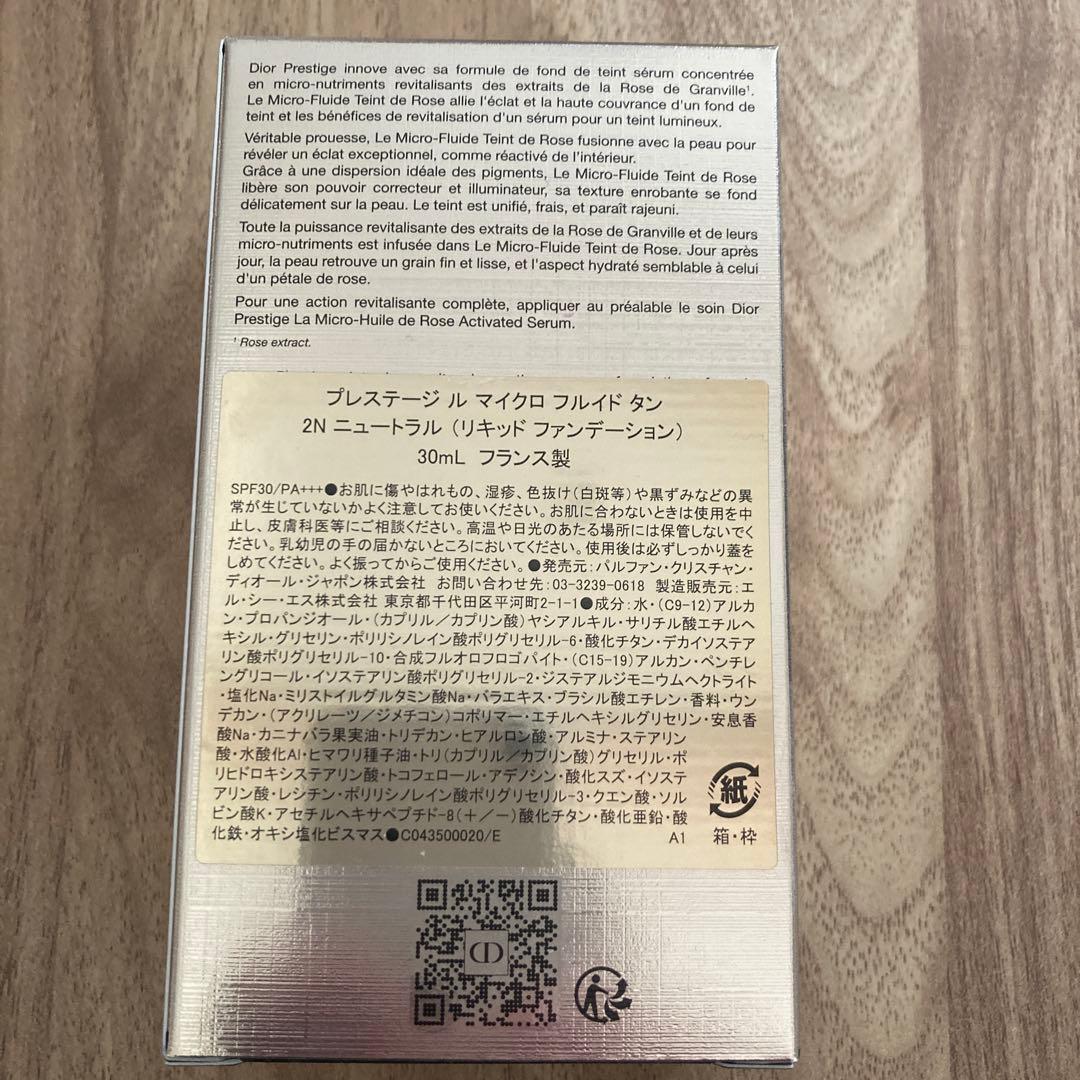 Dior Prestige innove avec sa formule de fond de teint sérum concentrée
en micro-nutriments revitalisants des extraits de la Rose de Granville¹.
Le Micro-Fluide Teint de Rose allie l'éclat et la haute couvrance d'un fond de
teint et les bénéfices de revitalisation d'un sérum pour un teint lumineux.
Véritable prouesse, Le Micro-Fluide Teint de Rose fusionne avec la peau pour
révéler un éclat exceptionnel, comme réactivé de l'intérieur.
Grâce à une dispersion idéale des pigments, Le Micro-Fluide Teint de Rose
libère son pouvoir correcteur et illuminateur, sa texture enrobante se fond
délicatement sur la peau. Le teint est unifié, frais, et paraît rajeuni.
Toute la puissance revitalisante des extraits de la Rose de Granville et de leurs
micro-nutriments est infusée dans Le Micro-Fluide Teint de Rose. Jour après
jour, la peau retrouve un grain fin et lisse, et l'aspect hydraté semblable à celui
d'un pétale de rose.
Pour une action revitalisante complète, appliquer au préalable le soin Dior
Prestige La Micro-Huile de Rose Activated Serum.
¹ Rose extract.
プレステージ ル マイクロ フルイド タン
2N ニュートラル（リキッド ファンデーション）
30mL フランス製
SPF30/PA+++●お肌に傷やはれもの、湿疹、色抜け（白斑等）や黒ずみなどの異
常が生じていないかよく注意してお使いください。お肌に合わないときは使用を中
止し、皮膚科医等にご相談ください。高温や日光のあたる場所には保管しないでく
ださい。乳幼児の手の届かないところにおいてください。使用後は必ずしっかり蓋を
しめてください。よく振ってからご使用ください。●発売元：パルファン・クリスチャン・
ディオール・ジャポン株式会社 お問い合わせ先：03-3239-0618 製造販売元：エ
ル・シー・エス株式会社 東京都千代田区平河町2-1-1●成分：水・（C9-12）アルカ
ン・プロパンジオール・（カプリル／カプリン酸）ヤシアルキル・サリチル酸エチルヘ
キシル・グリセリン・ポリリシノレイン酸ポリグリセリル-6・酸化チタン・デカイソステア
リン酸ポリグリセリル-10・合成フルオロフロゴパイト・（C15-19）アルカン・ペンチレ
ングリコール・イソステアリン酸ポリグリセリル-2・ジステアルジモニウムヘクトライト
・塩化Na・ミリストイルグルタミン酸Na・バラエキス・ブラシル酸エチレン・香料・ウン
デカン・（アクリレーツ／ジメチコン）コポリマー・エチルヘキシルグリセリン・安息香
酸Na・カニナバラ果実油・トリデカン・ヒアルロン酸・アルミナ・ステアリン
酸・水酸化Al・ヒマワリ種子油・トリ（カプリル／カプリン酸）グリセリル・ポ
リヒドロキシステアリン酸・トコフェロール・アデノシン・酸化スズ・イソステ
アリン酸・レシチン・ポリリシノレイン酸ポリグリセリル-3・クエン酸・ソル
ビン酸K・アセチルヘキサペプチド-8（＋／－）酸化チタン・酸化亜鉛・酸
化鉄・オキシ塩化ビスマス●C043500020/E A1
紙
箱・枠
CD